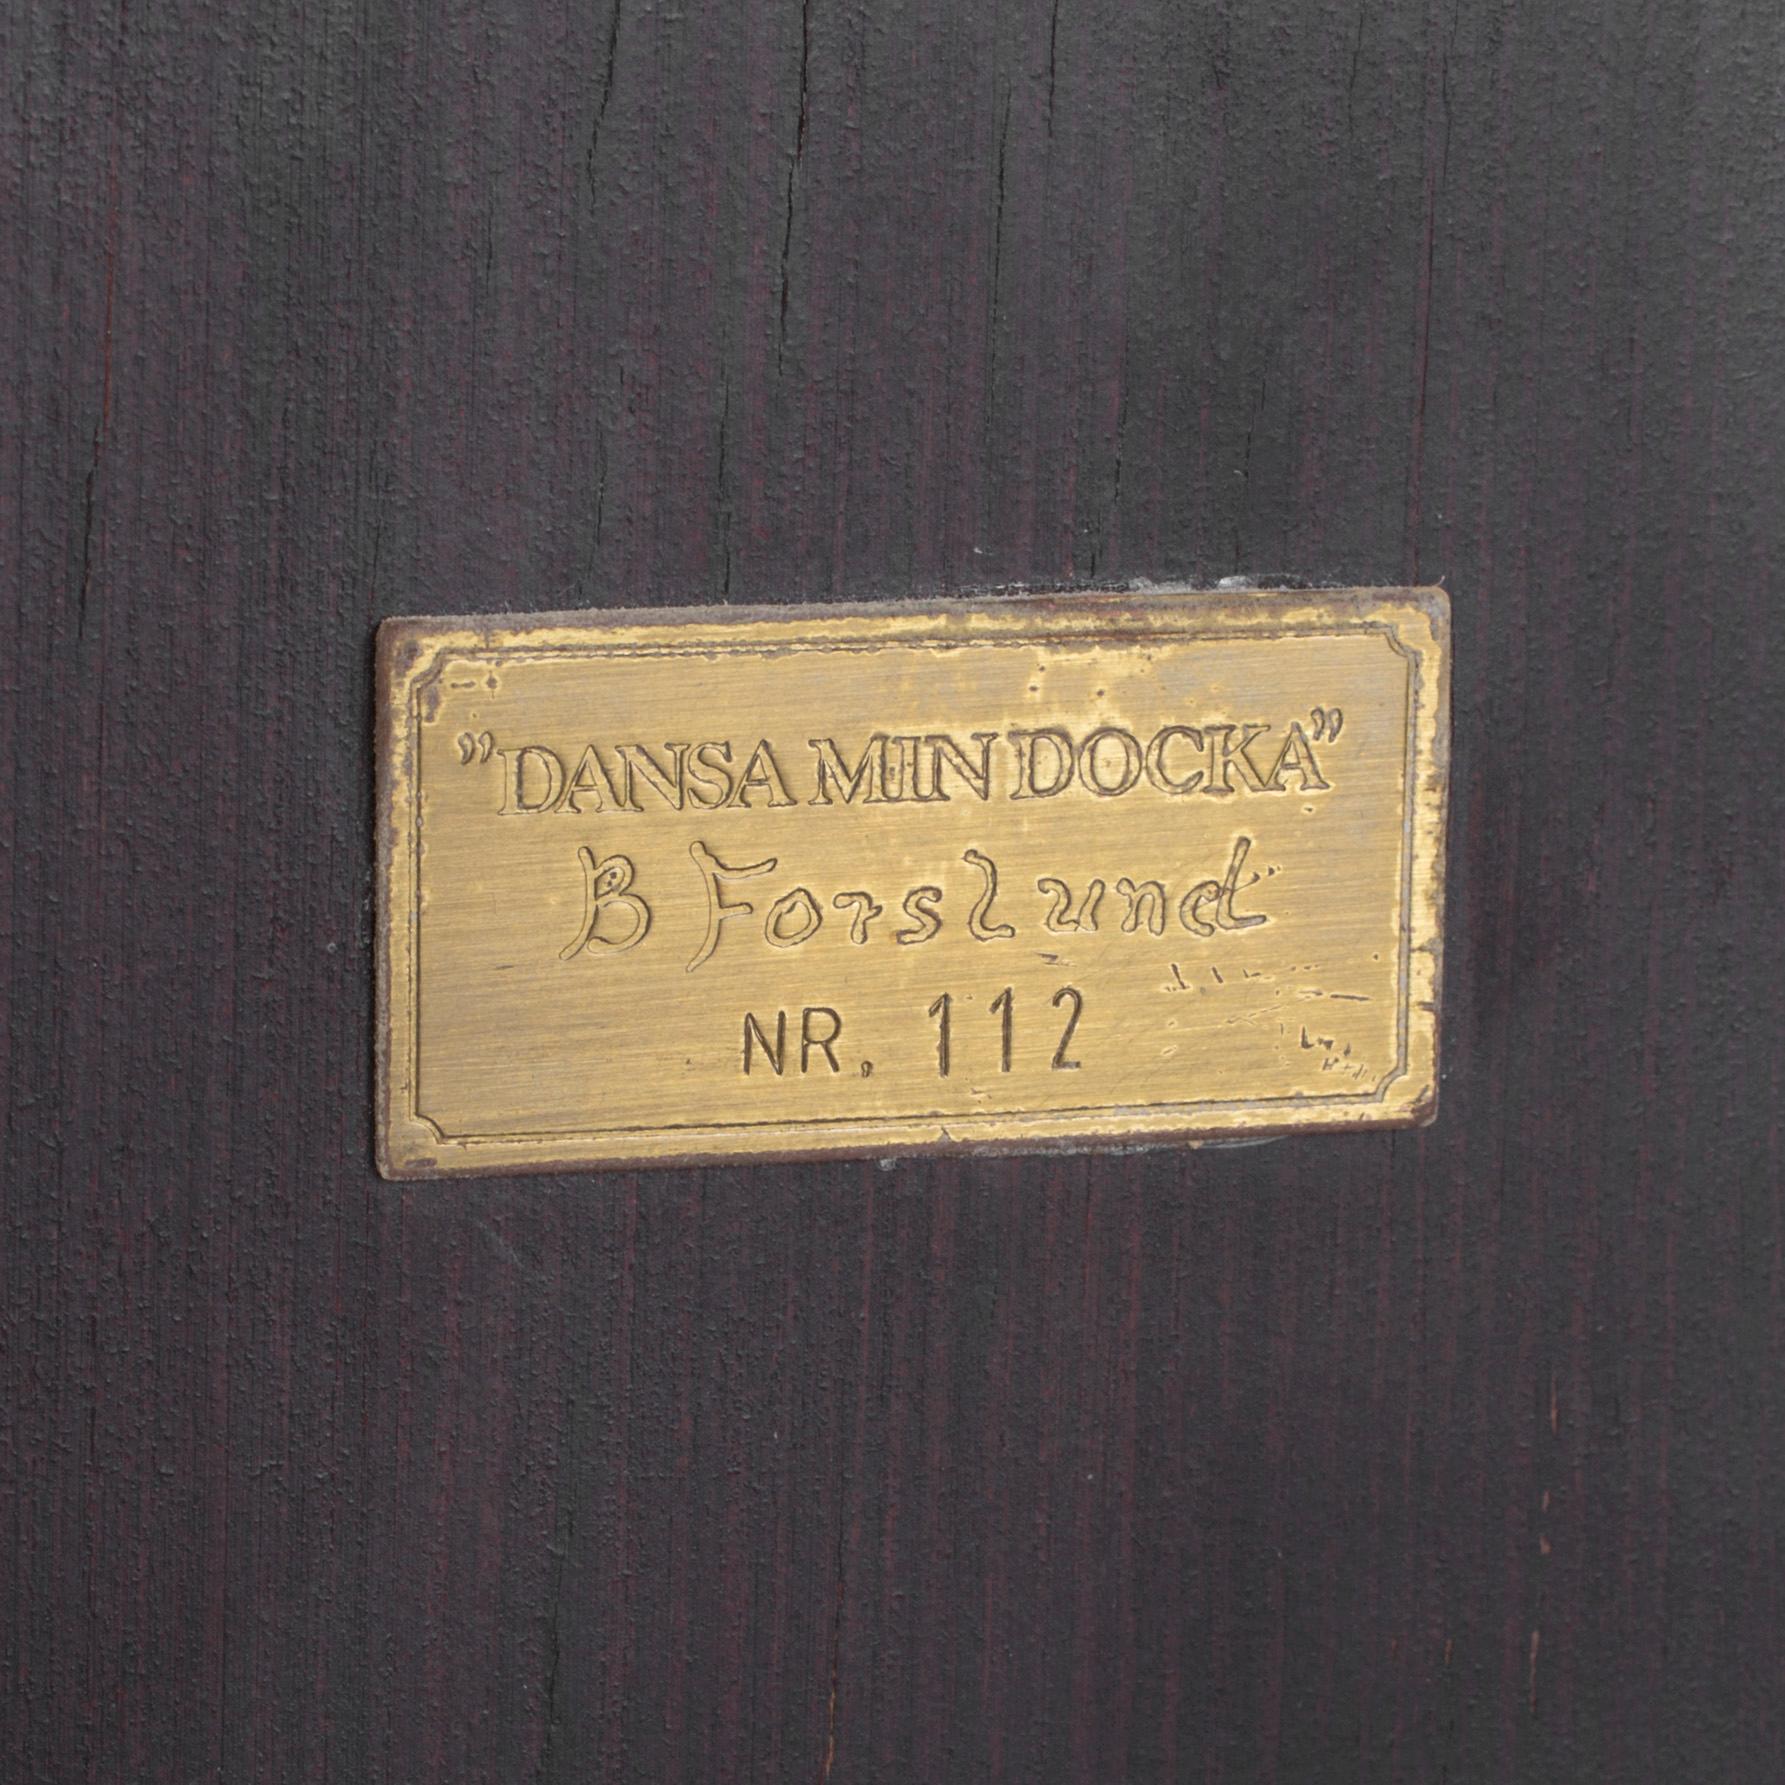 ”DANSA MIN DOCKA”
B Forslund
NR. 112